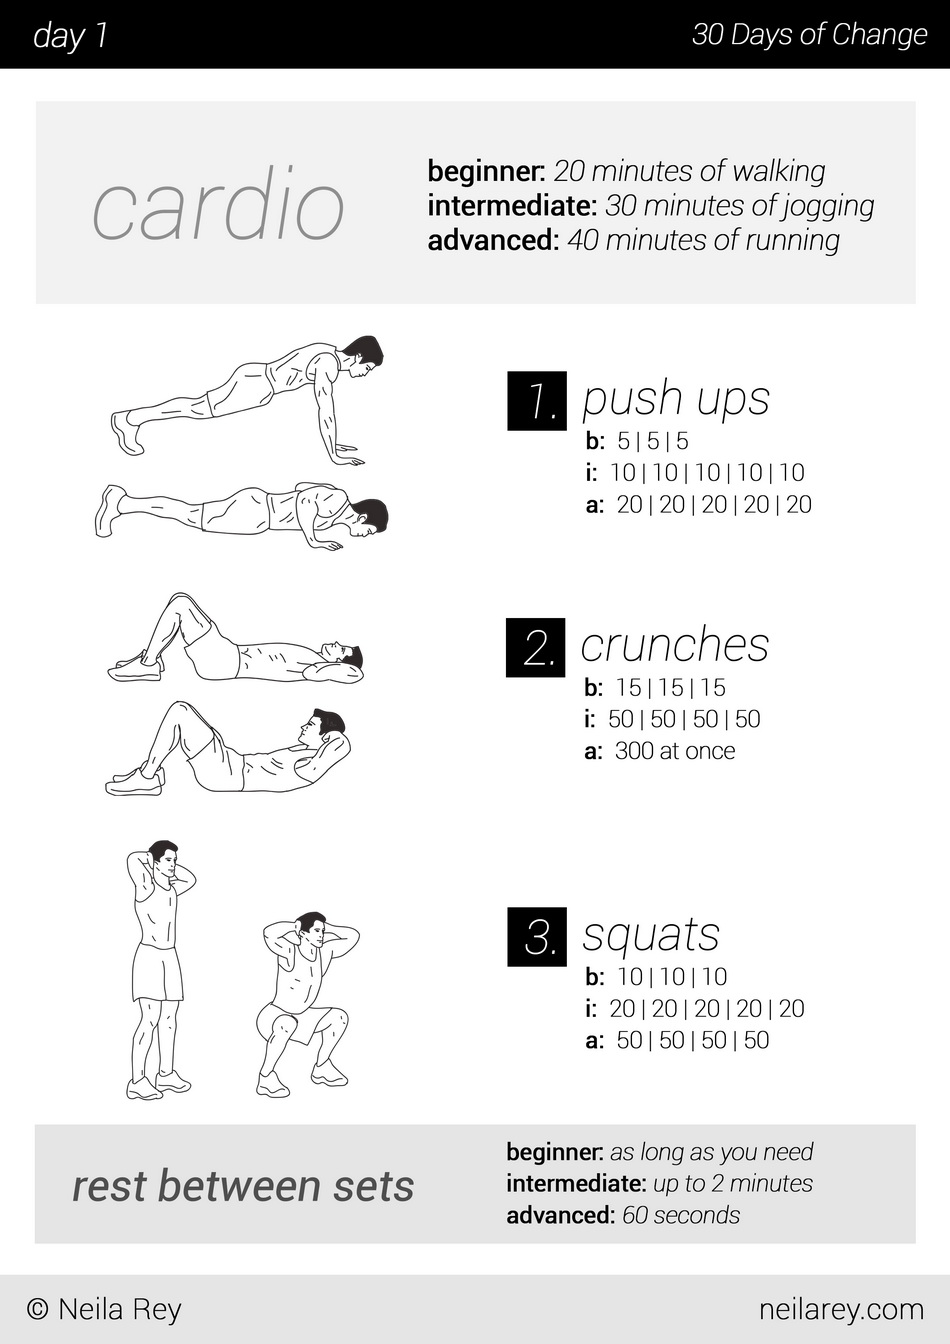 day 1
30 Days of Change
cardio
beginner: 20 minutes of walking
intermediate: 30 minutes of jogging
advanced: 40 minutes of running
1. push ups
b: 5 | 5 | 5
i: 10 | 10 | 10 | 10 | 10
a: 20 | 20 | 20 | 20 | 20
2. crunches
b: 15 | 15 | 15
i: 50 | 50 | 50 | 50
a: 300 at once
3. squats
b: 10 | 10 | 10
i: 20 | 20 | 20 | 20 | 20
a: 50 | 50 | 50 | 50
rest between sets
beginner: as long as you need
intermediate: up to 2 minutes
advanced: 60 seconds
© Neila Rey
neilarey.com